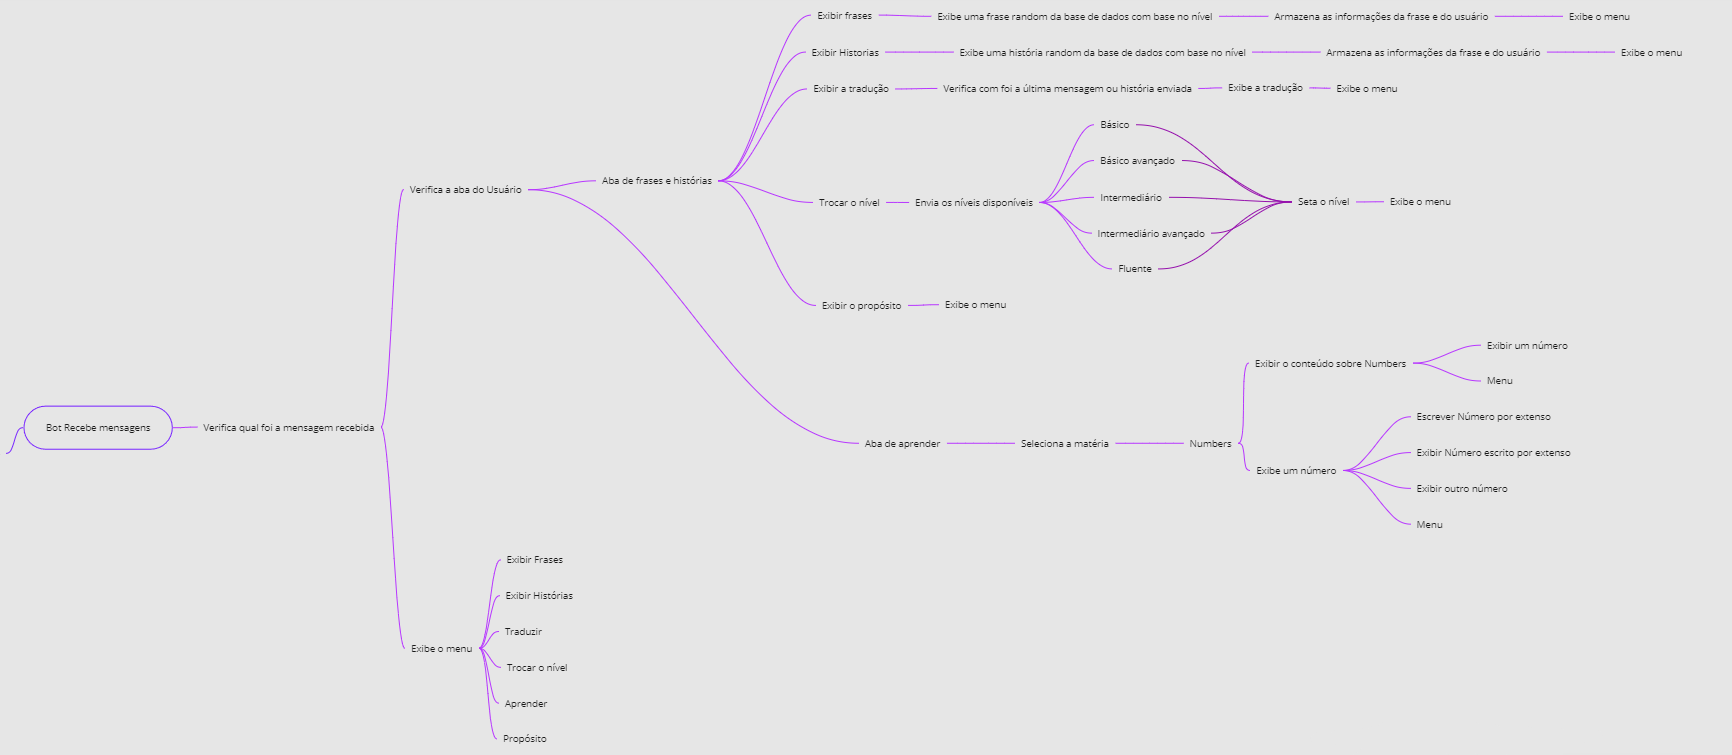 Exibir frases
Exibe uma frase random da base de dados com base no nível
Armazena as informações da frase e do usuário
Exibe o menu
Exibir Historias
Exibe uma história random da base de dados com base no nível
Armazena as informações da frase e do usuário
Exibe o menu
Exibir a tradução
Verifica com foi a última mensagem ou história enviada
Exibe a tradução
Exibe o menu
Básico
Básico avançado
Verifica a aba do Usuário
Aba de frases e histórias
Intermediário
Trocar o nível
Envia os níveis disponíveis
Seta o nível
Exibe o menu
Intermediário avançado
Fluente
Exibir o propósito
Exibe o menu
Exibir um número
Exibir o conteúdo sobre Numbers
Menu
Escrever Número por extenso
Bot Recebe mensagens
Verifica qual foi a mensagem recebida
Aba de aprender
Seleciona a matéria
Numbers
Exibir Número escrito por extenso
Exibe um número
Exibir outro número
Menu
Exibir Frases
Exibir Histórias
Traduzir
Exibe o menu
Trocar o nível
Aprender
Propósito